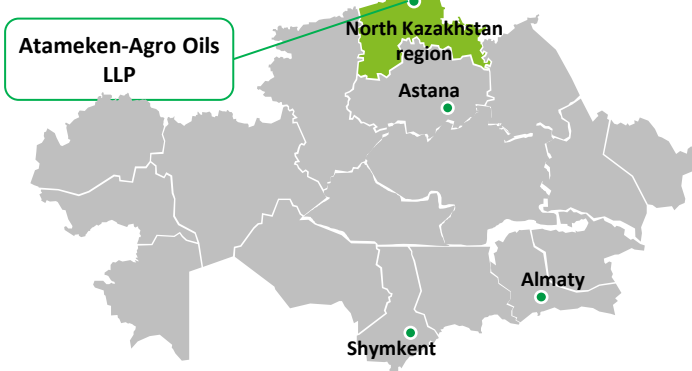 Atameken-Agro Oils
LLP
North Kazakhstan
region
Astana
Almaty
Shymkent